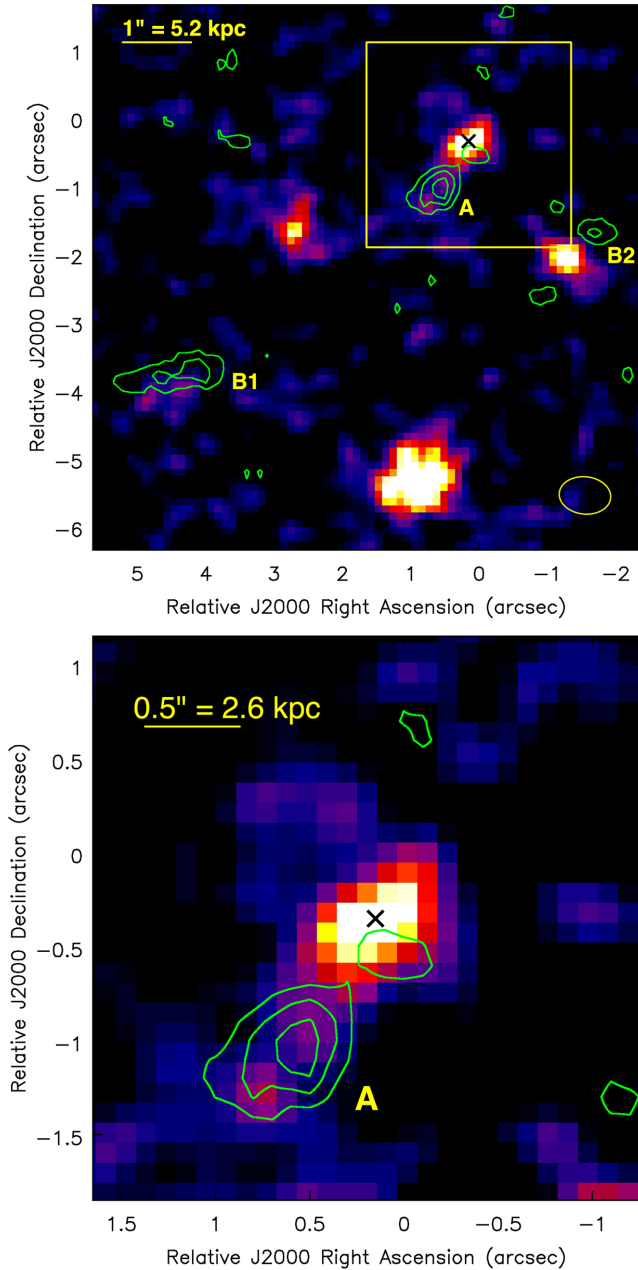 1" = 5.2 kpc
1
0
−1
−2
−3
−4
−5
−6
Relative J2000 Declination (arcsec)
A
B2
B1
5 4 3 2 1 0 −1 −2
Relative J2000 Right Ascension (arcsec)
0.5" = 2.6 kpc
1
0.5
0
−0.5
−1
−1.5
Relative J2000 Declination (arcsec)
A
1.5 1 0.5 0 −0.5 −1
Relative J2000 Right Ascension (arcsec)